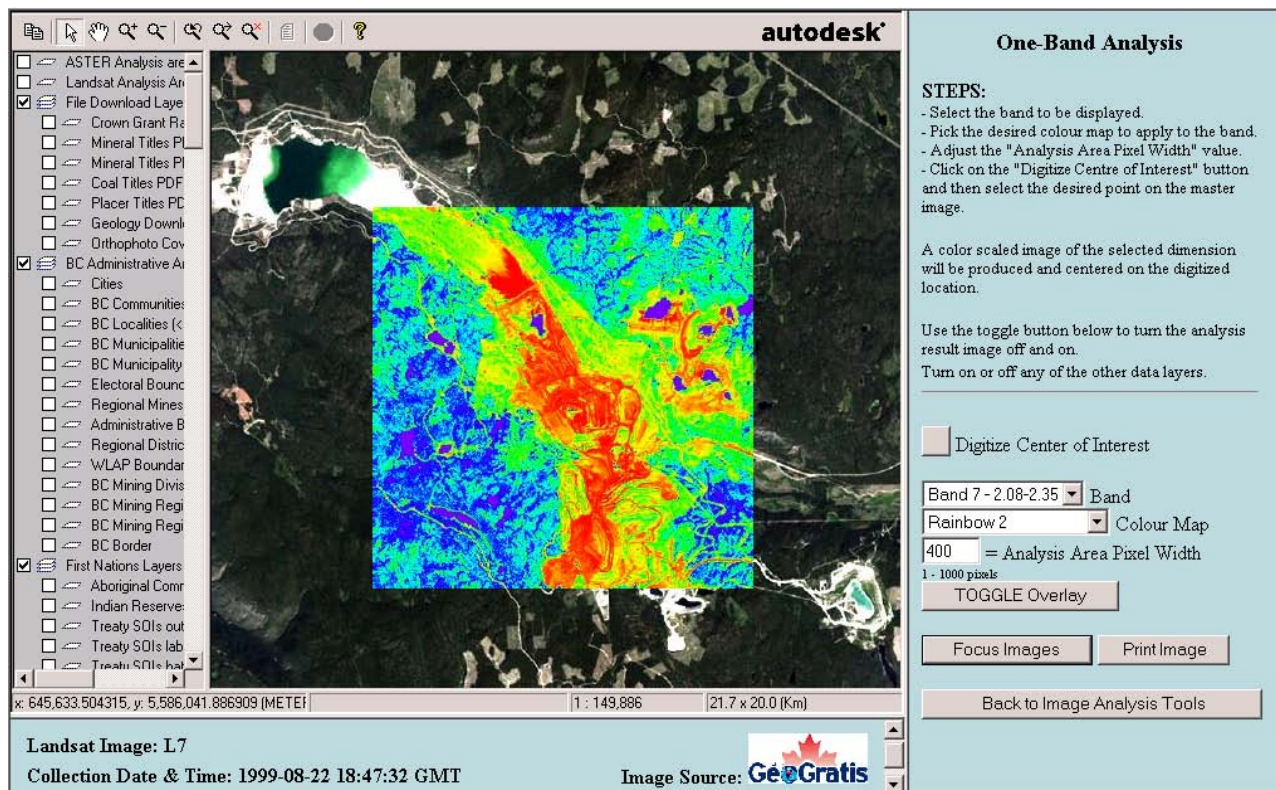 autodesk
ASTER Analysis are
Landsat Analysis Are
File Download Layer
Crown Grant Ra
Mineral Titles Pl
Mineral Titles Pl
Coal Titles PDF
Placer Titles PD
Geology Downl
Orthophoto Cov
BC Administrative Ar
Cities
BC Communities
BC Localities (<
BC Municipalitie
BC Municipality
Electoral Bounc
Regional Mines
Administrative B
Regional Distric
WLAP Boundar
BC Mining Divis
BC Mining Regi
BC Mining Regi
BC Border
First Nations Layers
Aboriginal Comm
Indian Reserve
Treaty SOIs out
Treaty SOIs lab
Treaty SOIs hat
x: 645,633.504315, y: 5,586,041.886909 (METEF
1 : 149,886
21.7 x 20.0 (Km)
Landsat Image: L7
Collection Date & Time: 1999-08-22 18:47:32 GMT
Image Source:
GéoGratis
One-Band Analysis
STEPS:
- Select the band to be displayed.
- Pick the desired colour map to apply to the band.
- Adjust the "Analysis Area Pixel Width" value.
- Click on the "Digitize Centre of Interest" button
and then select the desired point on the master
image.
A color scaled image of the selected dimension
will be produced and centered on the digitized
location.
Use the toggle button below to turn the analysis
result image off and on.
Turn on or off any of the other data layers.
Digitize Center of Interest
Band 7 - 2.08-2.35 Band
Rainbow 2 Colour Map
400 = Analysis Area Pixel Width
1 - 1000 pixels
TOGGLE Overlay
Focus Images
Print Image
Back to Image Analysis Tools